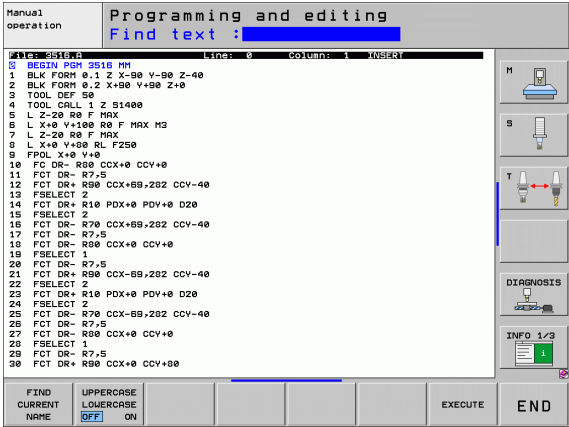 Manual
operation
Programming and editing
Find text :
File: 3516.A Line: 0 Column: 1 INSERT
0 BEGIN PGM 3516 MM
1 BLK FORM 0.1 Z X-90 Y-90 Z-40
2 BLK FORM 0.2 X+90 Y+90 Z+0
3 TOOL DEF 50
4 TOOL CALL 1 Z S1400
5 L Z-20 R0 F MAX
6 L X+0 Y+100 R0 F MAX M3
7 L Z-20 R0 F MAX
8 L X+0 Y+80 RL F250
9 FPOL X+0 Y+0
10 FC DR- R80 CCX+0 CCY+0
11 FCT DR- R7,5
12 FCT DR+ R90 CCX+69,282 CCY-40
13 FSELECT 2
14 FCT DR+ R10 PDX+0 PDY+0 D20
15 FSELECT 2
16 FCT DR- R70 CCX+69,282 CCY-40
17 FCT DR- R7,5
18 FCT DR- R80 CCX+0 CCY+0
19 FSELECT 1
20 FCT DR- R7,5
21 FCT DR+ R90 CCX-69,282 CCY-40
22 FSELECT 2
23 FCT DR+ R10 PDX+0 PDY+0 D20
24 FSELECT 2
25 FCT DR- R70 CCX-69,282 CCY-40
26 FCT DR- R7,5
27 FCT DR- R80 CCX+0 CCY+0
28 FSELECT 1
29 FCT DR- R7,5
30 FCT DR+ R90 CCX+0 CCY+80
M
S
T
DIAGNOSIS
INFO 1/3
i
FIND
CURRENT
NAME
UPPERCASE
LOWERCASE
OFF ON
EXECUTE
END